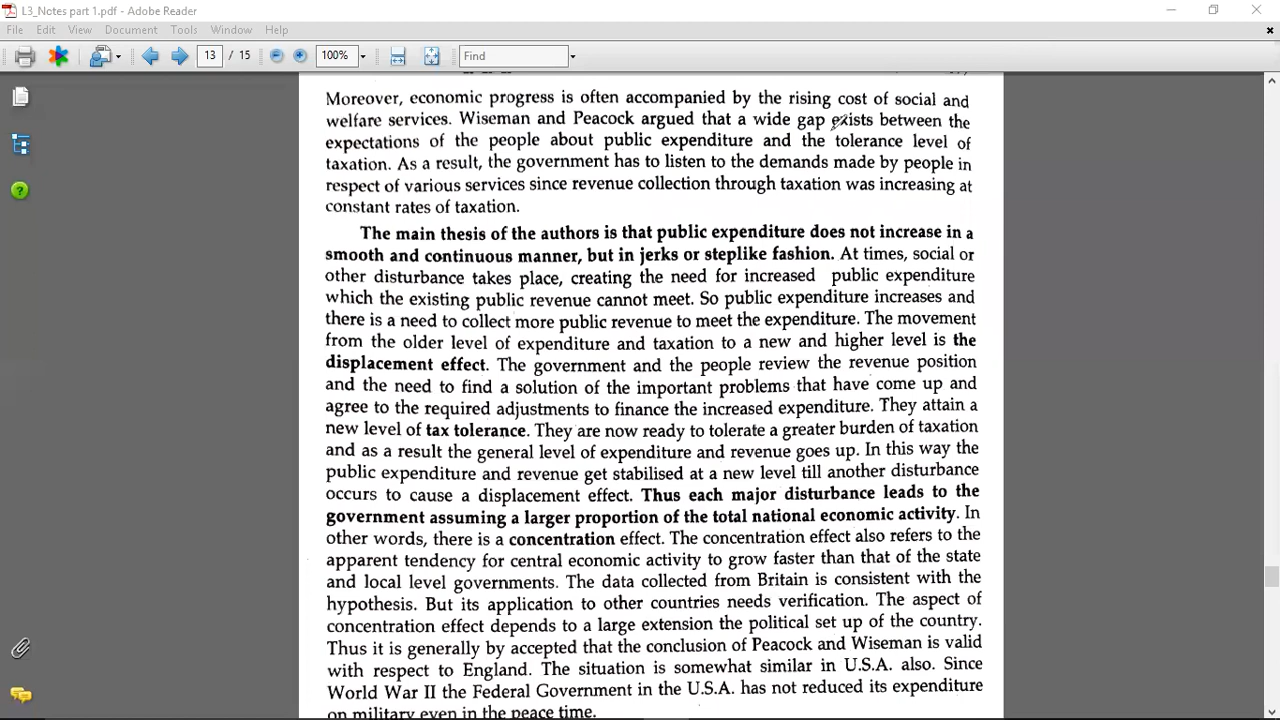 L3_Notes part 1.pdf - Adobe Reader
File Edit View Document Tools Window Help
13 / 15 100% Find
Moreover, economic progress is often accompanied by the rising cost of social and
welfare services. Wiseman and Peacock argued that a wide gap exists between the
expectations of the people about public expenditure and the tolerance level of
taxation. As a result, the government has to listen to the demands made by people in
respect of various services since revenue collection through taxation was increasing at
constant rates of taxation.
The main thesis of the authors is that public expenditure does not increase in a
smooth and continuous manner, but in jerks or steplike fashion. At times, social or
other disturbance takes place, creating the need for increased public expenditure
which the existing public revenue cannot meet. So public expenditure increases and
there is a need to collect more public revenue to meet the expenditure. The movement
from the older level of expenditure and taxation to a new and higher level is the
displacement effect. The government and the people review the revenue position
and the need to find a solution of the important problems that have come up and
agree to the required adjustments to finance the increased expenditure. They attain a
new level of tax tolerance. They are now ready to tolerate a greater burden of taxation
and as a result the general level of expenditure and revenue goes up. In this way the
public expenditure and revenue get stabilised at a new level till another disturbance
occurs to cause a displacement effect. Thus each major disturbance leads to the
government assuming a larger proportion of the total national economic activity. In
other words, there is a concentration effect. The concentration effect also refers to the
apparent tendency for central economic activity to grow faster than that of the state
and local level governments. The data collected from Britain is consistent with the
hypothesis. But its application to other countries needs verification. The aspect of
concentration effect depends to a large extension the political set up of the country.
Thus it is generally by accepted that the conclusion of Peacock and Wiseman is valid
with respect to England. The situation is somewhat similar in U.S.A. also. Since
World War II the Federal Government in the U.S.A. has not reduced its expenditure
on military even in the peace time.